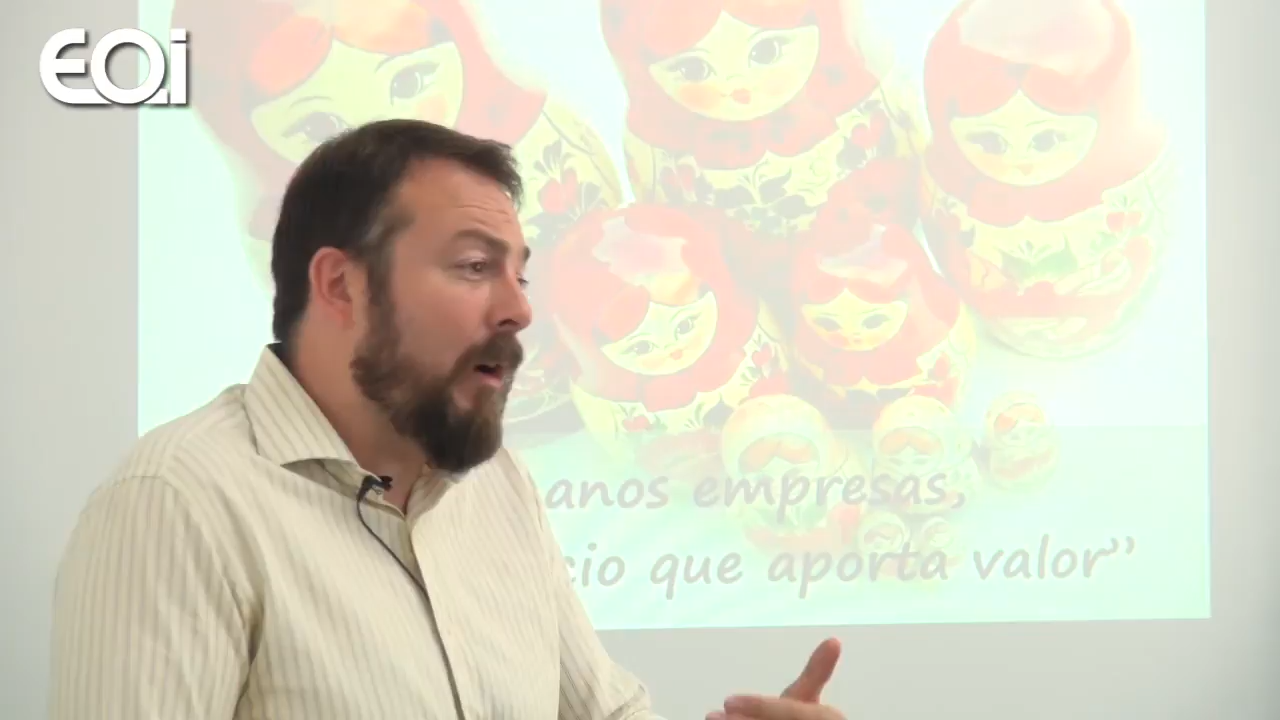 EOi
anos empresas,
cio que aporta valor”